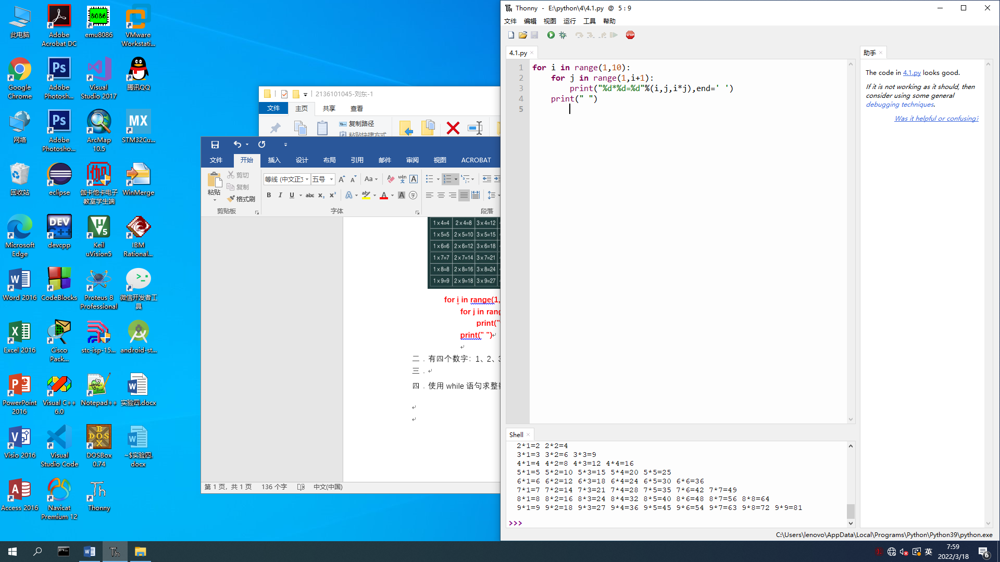 此电脑
Adobe
Acrobat DC
emu8086
VMware
Workstati...
Google
Chrome
Adobe
Photosh...
Visual
Studio 2017
腾讯QQ
网络
Adobe
Photosho...
ArcMap
10.5
STM32Cu...
回收站
eclipse
伽卡他卡电子
教室学生端
WinMerge
Microsoft
Edge
devcpp
Keil
uVision5
IBM
Rational...
Word 2016
CodeBlocks
Proteus 8
Professional
微信开发者工
具
Excel 2016
Cisco
Pack...
stc-isp-15...
android-st...
PowerPoint
2016
Visual C++
6.0
Notepad++
实验四.docx
Visio 2016
Visual
Studio Code
DOSBox
0.74
~$实验四.
docx
Access 2016
Navicat
Premium 12
Thonny
2136101045-刘东-1
文件 主页 共享 查看
复制路径
粘贴快捷方式
文件 开始 插入 设计 布局 引用 邮件 审阅 视图 ACROBAT
粘贴
剪切
复制
格式刷
等线 (中文正文 五号
剪贴板 字体 段落
1×4=4 2×4=8 3×4=12
1×5=5 2×5=10 3×5=15
1×6=6 2×6=12 3×6=18
1×7=7 2×7=14 3×7=21
1×8=8 2×8=16 3×8=24
1×9=9 2×9=18 3×9=27
for i in range(1,
for j in rang
print("
print(" ")
二．有四个数字：1、2、3
三．
四．使用 while 语句求整数
第 1 页，共 1 页 136 个字 中文(中国)
Thonny - E:\python\4\4.1.py @ 5 : 9
文件 编辑 视图 运行 工具 帮助
STOP
4.1.py
1 for i in range(1,10):
2 for j in range(1,i+1):
3 print("%d*%d=%d"%(i,j,i*j),end=' ')
4 print(" ")
5
助手
The code in 4.1.py looks good.
If it is not working as it should, then
consider using some general
debugging techniques.
Was it helpful or confusing?
Shell
2*1=2 2*2=4
3*1=3 3*2=6 3*3=9
4*1=4 4*2=8 4*3=12 4*4=16
5*1=5 5*2=10 5*3=15 5*4=20 5*5=25
6*1=6 6*2=12 6*3=18 6*4=24 6*5=30 6*6=36
7*1=7 7*2=14 7*3=21 7*4=28 7*5=35 7*6=42 7*7=49
8*1=8 8*2=16 8*3=24 8*4=32 8*5=40 8*6=48 8*7=56 8*8=64
9*1=9 9*2=18 9*3=27 9*4=36 9*5=45 9*6=54 9*7=63 9*8=72 9*9=81
>>>
C:\Users\lenovo\AppData\Local\Programs\Python\Python39\python.exe
英
7:59
2022/3/18
6